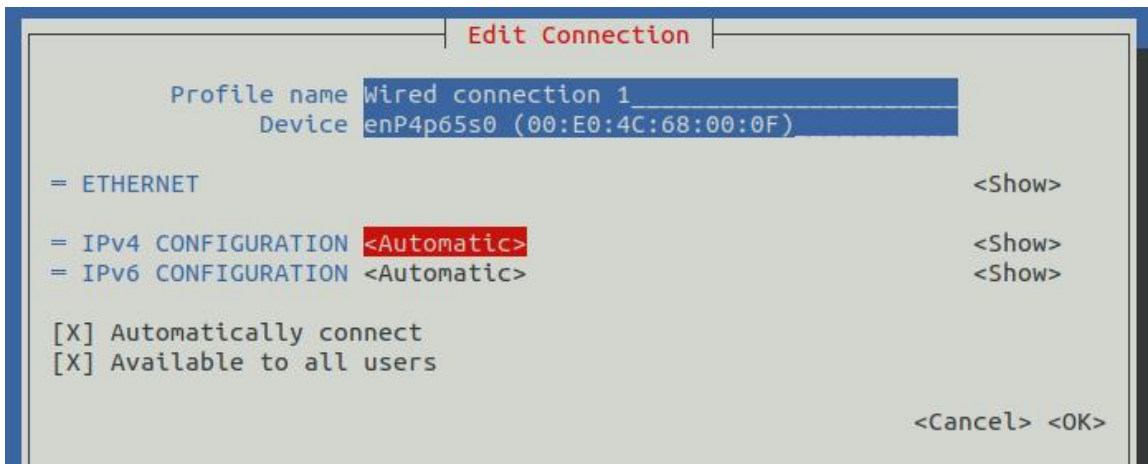 Edit Connection
Profile name Wired connection 1
Device enP4p65s0 (00:E0:4C:68:00:0F)
= ETHERNET <Show>
= IPv4 CONFIGURATION <Automatic> <Show>
= IPv6 CONFIGURATION <Automatic> <Show>
[X] Automatically connect
[X] Available to all users
<Cancel> <OK>